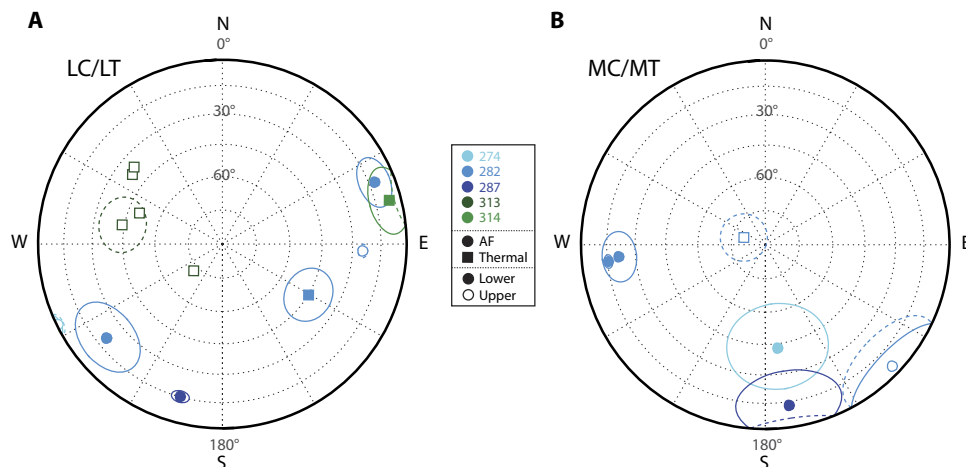 A
N
0°
LC/LT
30°
60°
W
E
180°
S
274
282
287
313
314
AF
Thermal
Lower
Upper
B
N
0°
MC/MT
30°
60°
W
E
180°
S